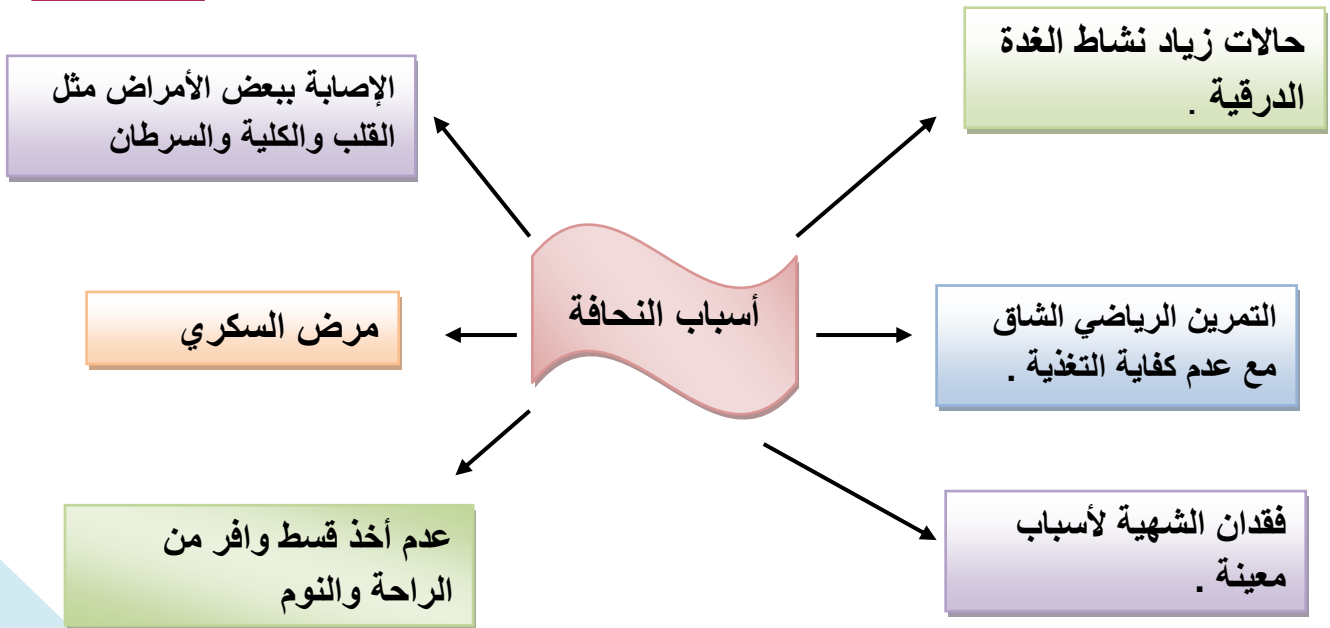 حالات زياد نشاط الغدة
الدرقية .
الإصابة ببعض الأمراض مثل
القلب والكلية والسرطان
أسباب النحافة
التمرين الرياضي الشاق
مع عدم كفاية التغذية .
مرض السكري
فقدان الشهية لأسباب
معينة .
عدم أخذ قسط وافر من
الراحة والنوم